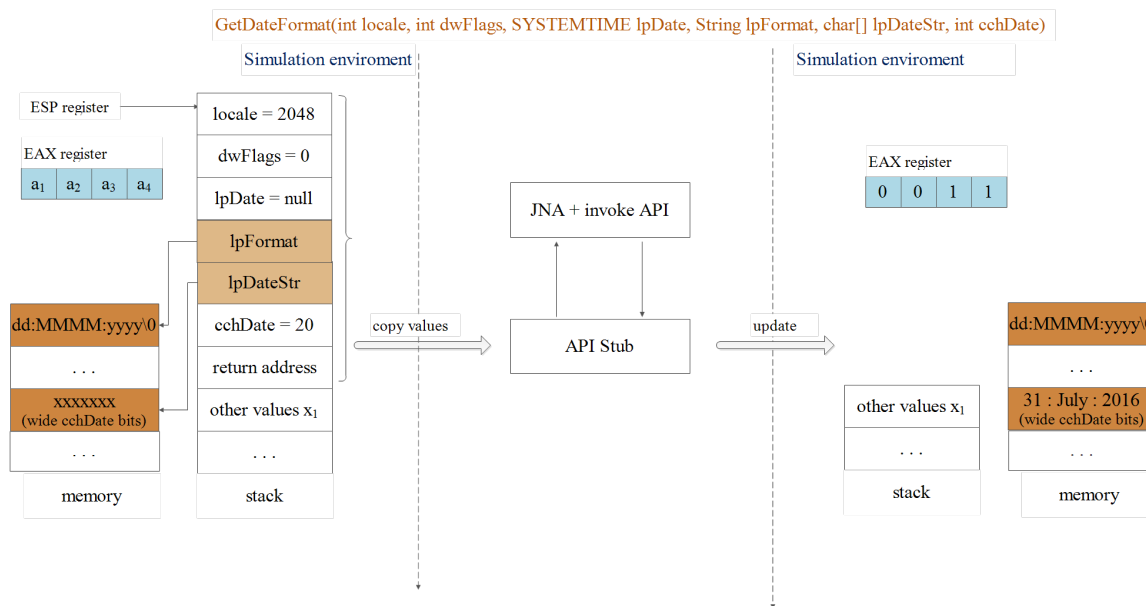 GetDateFormat(int locale, int dwFlags, SYSTEMTIME lpDate, String lpFormat, char[] lpDateStr, int cchDate)
Simulation enviroment
Simulation enviroment
ESP register
EAX register
a1 a2 a3 a4
locale = 2048
dwFlags = 0
lpDate = null
lpFormat
lpDateStr
cchDate = 20
return address
other values x1
. . .
stack
dd:MMMM:yyyy\0
. . .
xxxxxxx
(wide cchDate bits)
. . .
memory
copy values
JNA + invoke API
API Stub
update
EAX register
0 0 1 1
other values x1
. . .
stack
dd:MMMM:yyyy\0
. . .
31 : July : 2016
(wide cchDate bits)
. . .
memory